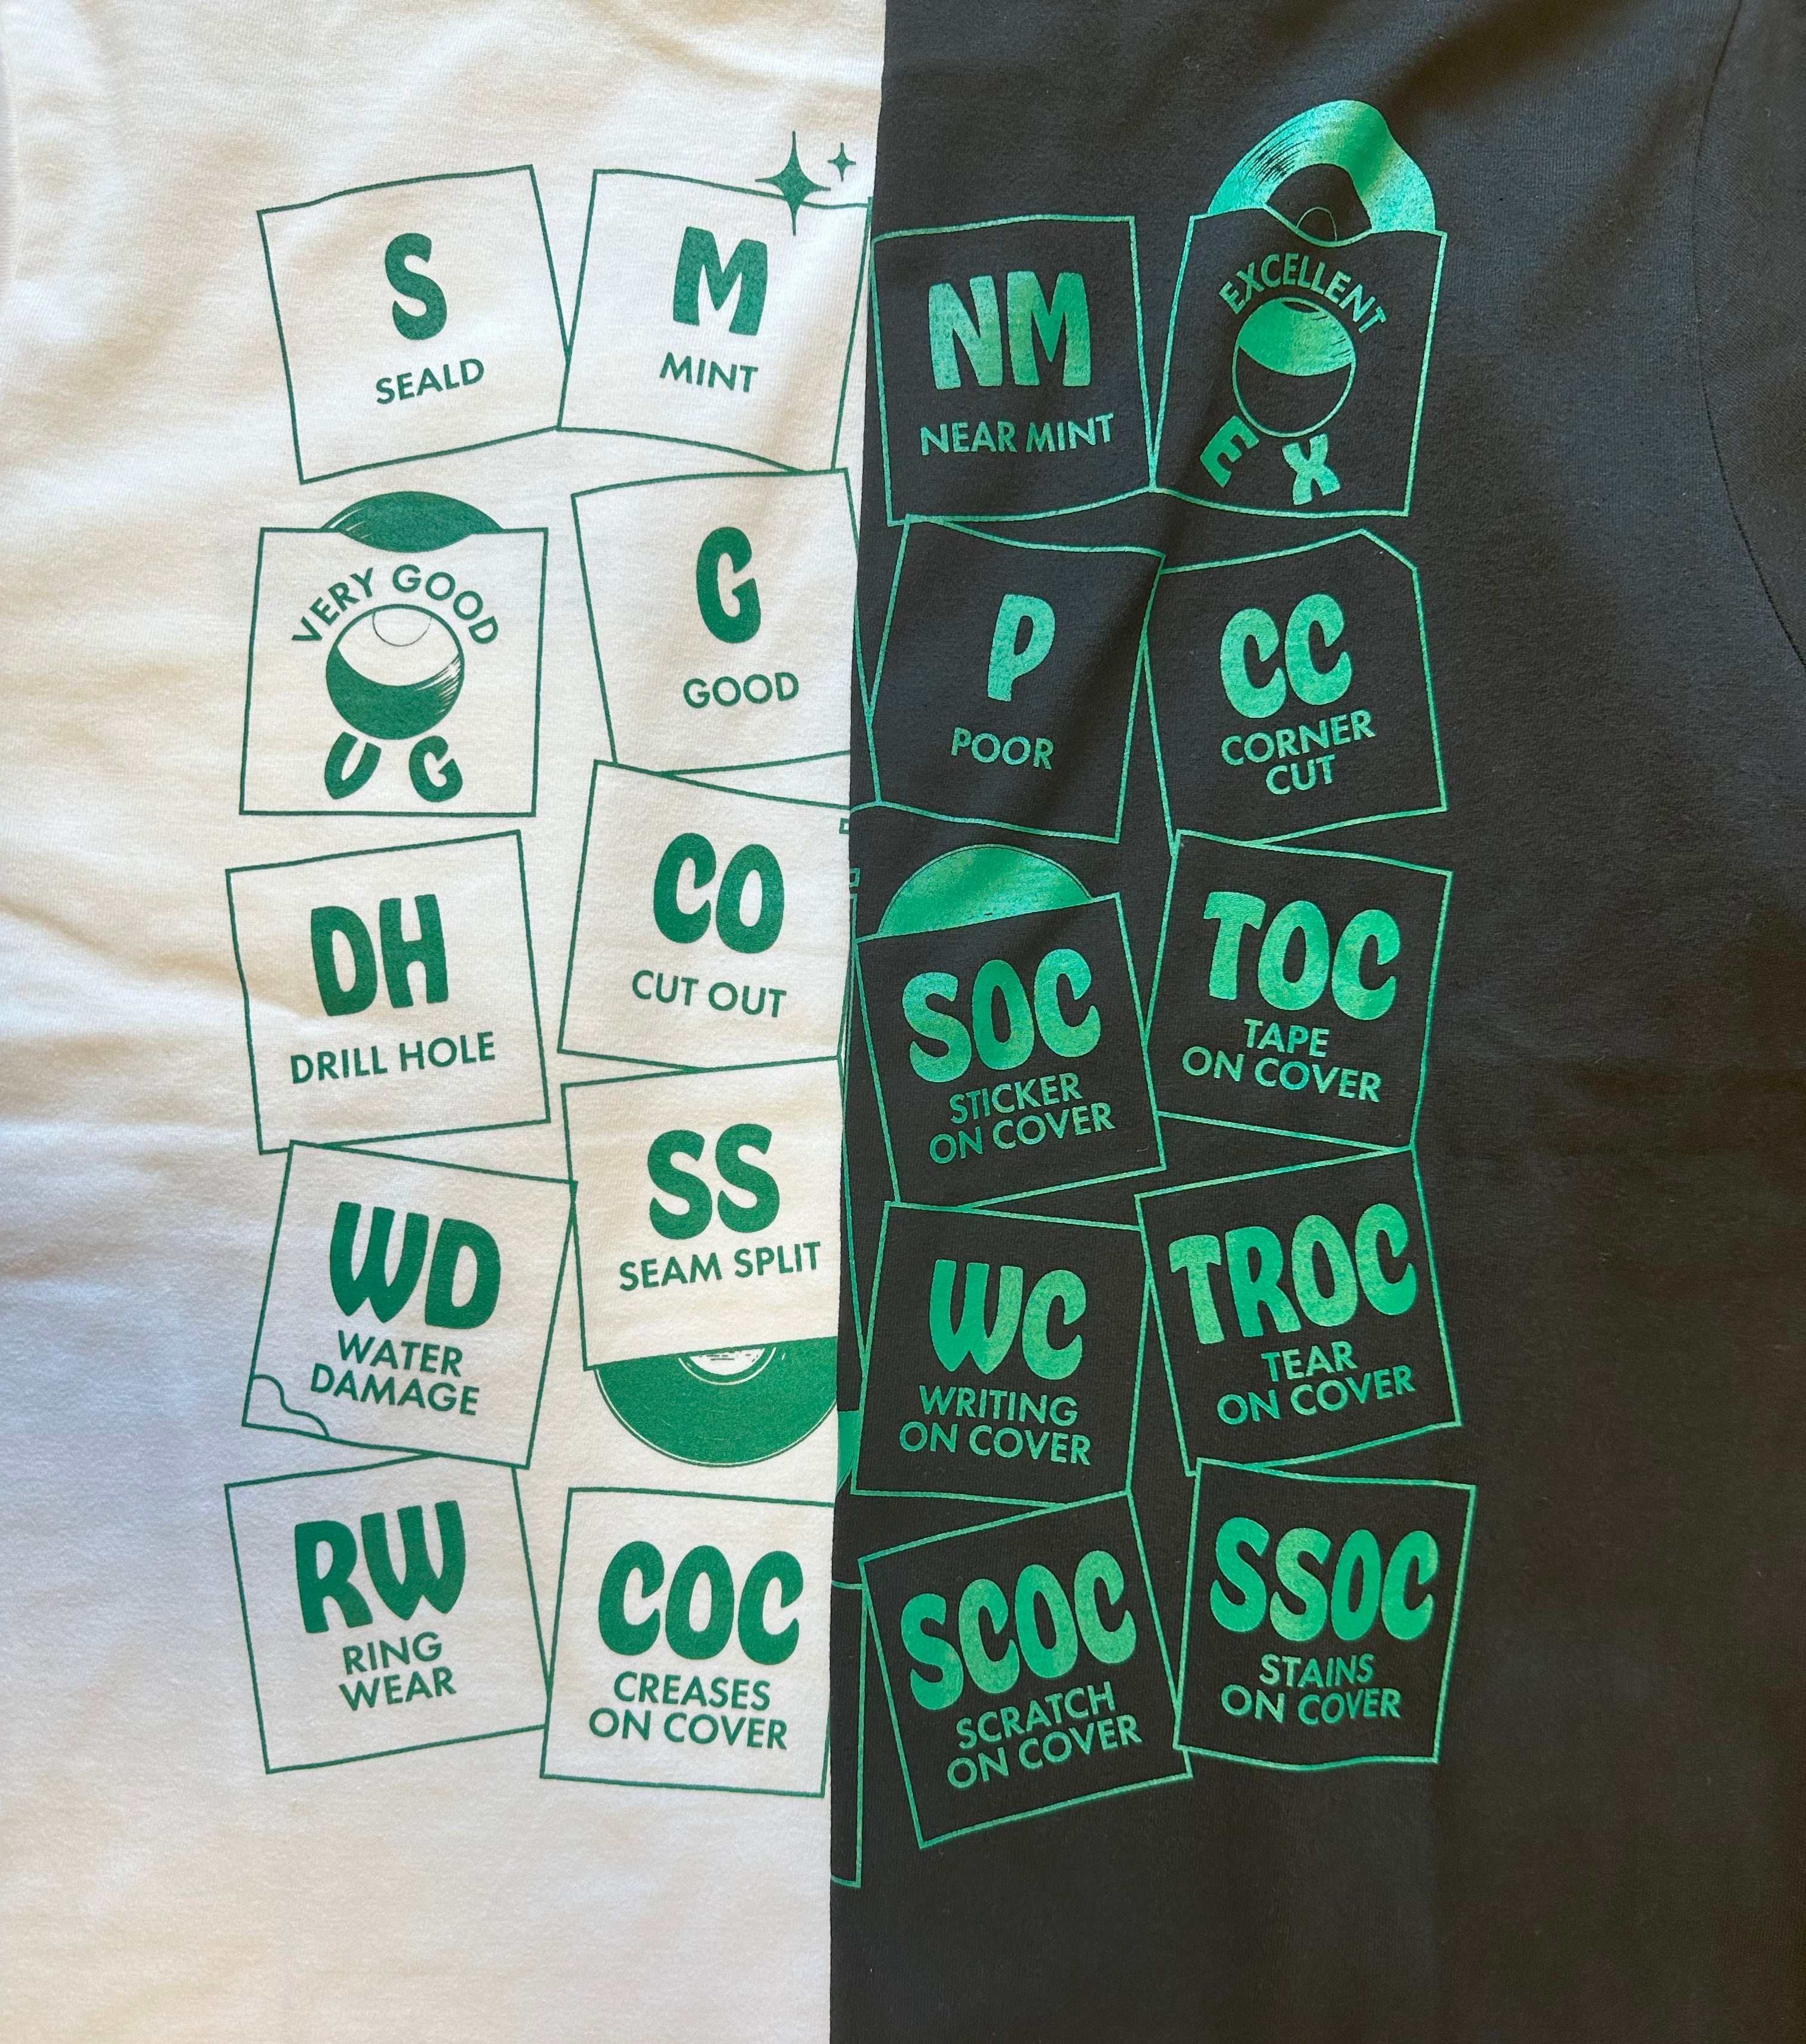 S
SEALD
M
MINT
NM
NEAR MINT
EXCELLENT
EX
VERY GOOD
VG
G
GOOD
P
POOR
CC
CORNER
CUT
DH
DRILL HOLE
CO
CUT OUT
SOC
STICKER
ON COVER
TOC
TAPE
ON COVER
WD
WATER
DAMAGE
SS
SEAM SPLIT
WC
WRITING
ON COVER
TROC
TEAR
ON COVER
RW
RING
WEAR
COC
CREASES
ON COVER
SCOC
SCRATCH
ON COVER
SSOC
STAINS
ON COVER